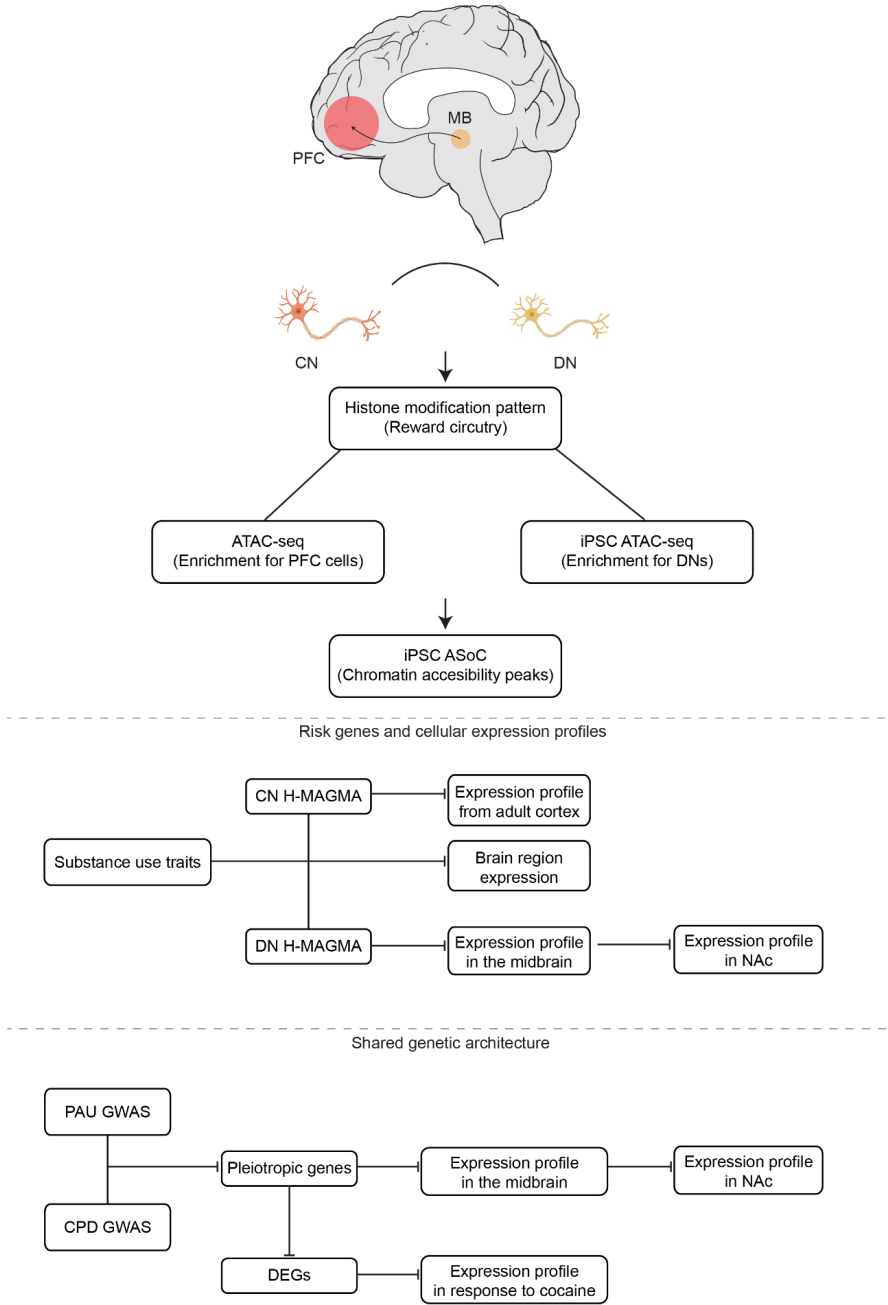 MB
PFC
CN
DN
Histone modification pattern
(Reward circutry)
ATAC-seq
(Enrichment for PFC cells)
iPSC ATAC-seq
(Enrichment for DNs)
iPSC ASoC
(Chromatin accesibility peaks)
Risk genes and cellular expression profiles
CN H-MAGMA
Expression profile
from adult cortex
Substance use traits
Brain region
expression
DN H-MAGMA
Expression profile
in the midbrain
Expression profile
in NAc
Shared genetic architecture
PAU GWAS
Pleiotropic genes
Expression profile
in the midbrain
Expression profile
in NAc
CPD GWAS
DEGs
Expression profile
in response to cocaine